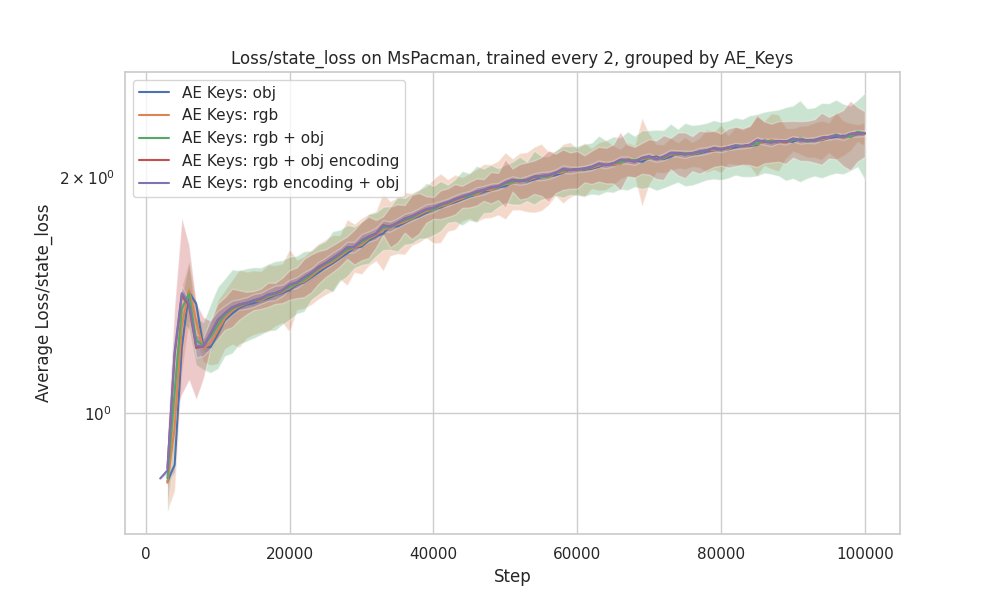 Loss/state_loss on MsPacman, trained every 2, grouped by AE_Keys
AE Keys: obj
AE Keys: rgb
AE Keys: rgb + obj
AE Keys: rgb + obj encoding
AE Keys: rgb encoding + obj
2 × 10⁰
10⁰
Average Loss/state_loss
0 20000 40000 60000 80000 100000
Step